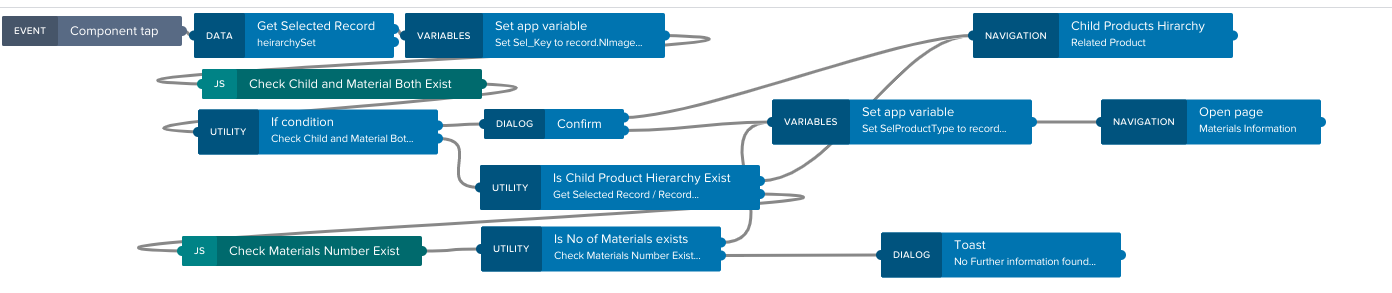 EVENT Component tap
DATA Get Selected Record
heirarchySet
VARIABLES Set app variable
Set Sel_Key to record.NImage...
NAVIGATION Child Products Hirarchy
Related Product
JS Check Child and Material Both Exist
UTILITY If condition
Check Child and Material Bot...
DIALOG Confirm
VARIABLES Set app variable
Set SelProductType to record...
NAVIGATION Open page
Materials Information
UTILITY Is Child Product Hierarchy Exist
Get Selected Record / Record...
JS Check Materials Number Exist
UTILITY Is No of Materials exists
Check Materials Number Exist...
DIALOG Toast
No Further information found...